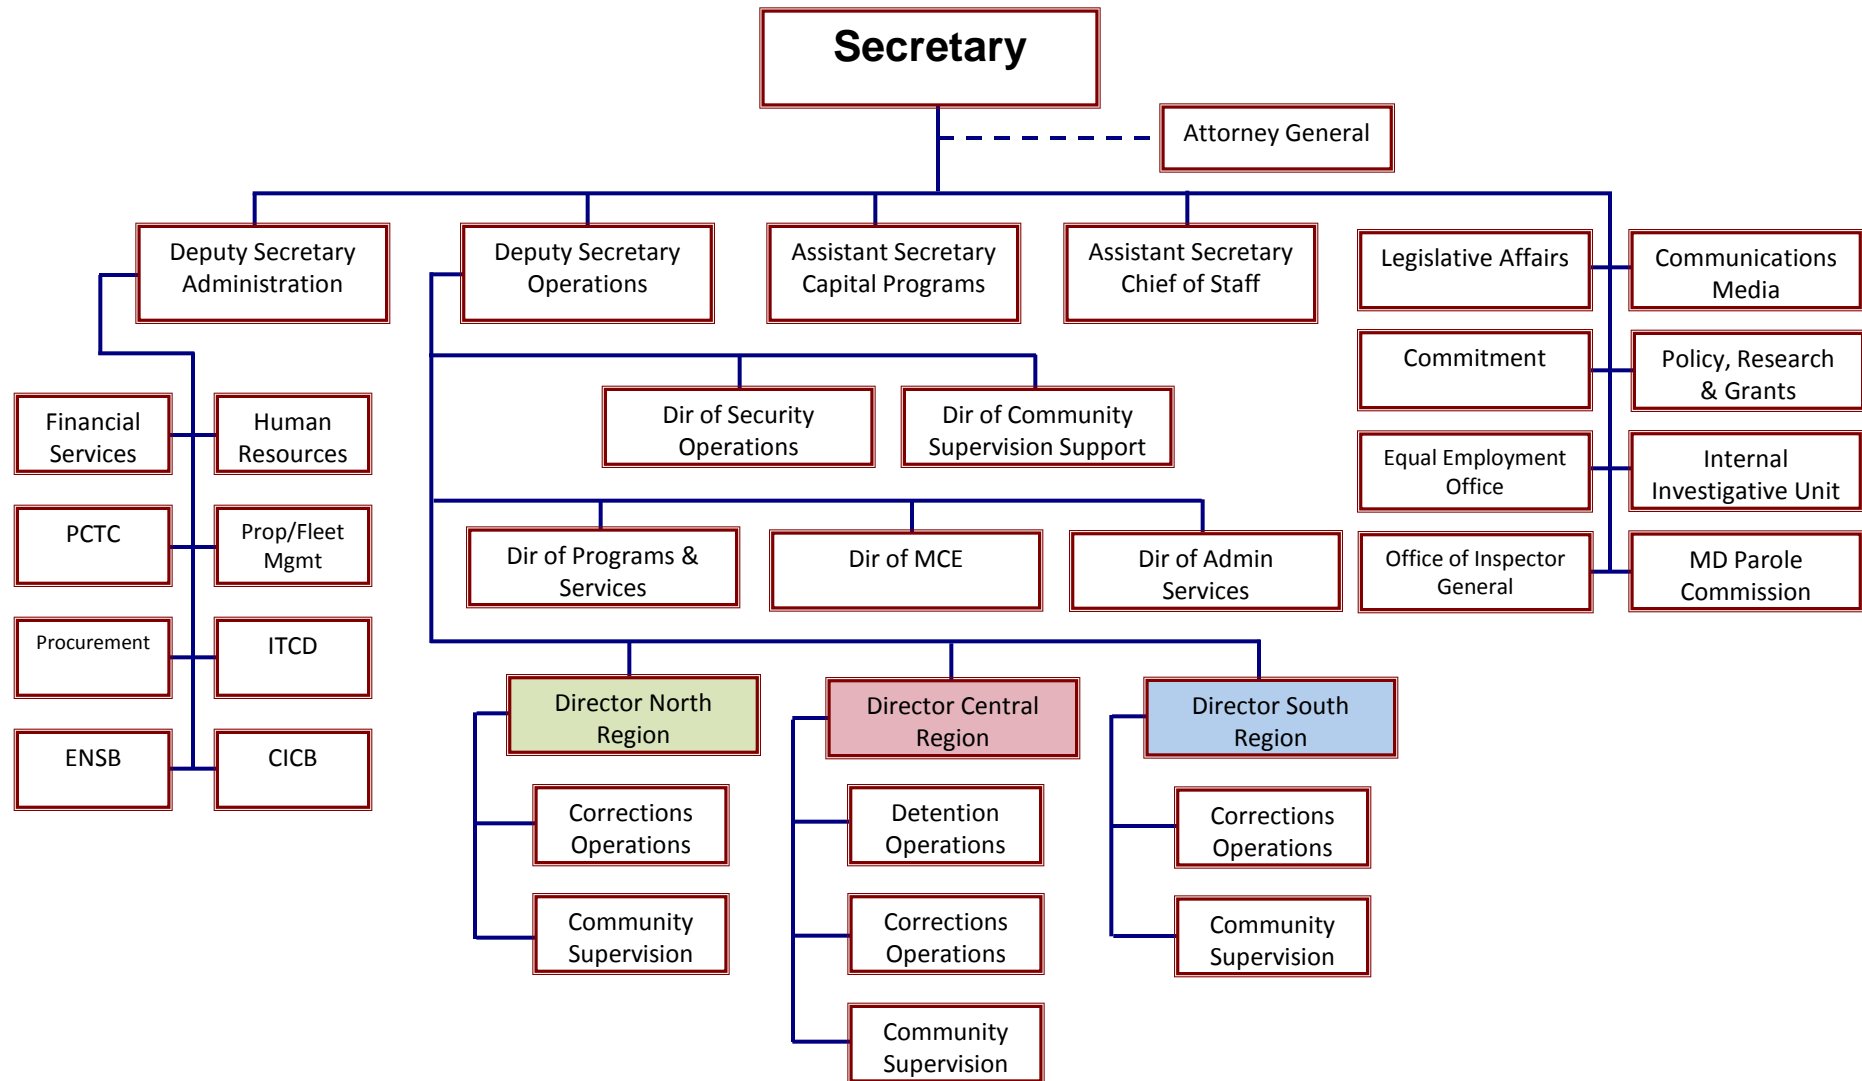 Secretary
Attorney General
Deputy Secretary
Administration
Deputy Secretary
Operations
Assistant Secretary
Capital Programs
Assistant Secretary
Chief of Staff
Legislative Affairs
Communications
Media
Commitment
Policy, Research
& Grants
Equal Employment
Office
Internal
Investigative Unit
Office of Inspector
General
MD Parole
Commission
Financial
Services
Human
Resources
PCTC
Prop/Fleet
Mgmt
Procurement
ITCD
ENSB
CICB
Dir of Security
Operations
Dir of Community
Supervision Support
Dir of Programs &
Services
Dir of MCE
Dir of Admin
Services
Director North
Region
Director Central
Region
Director South
Region
Corrections
Operations
Community
Supervision
Detention
Operations
Corrections
Operations
Community
Supervision
Corrections
Operations
Community
Supervision